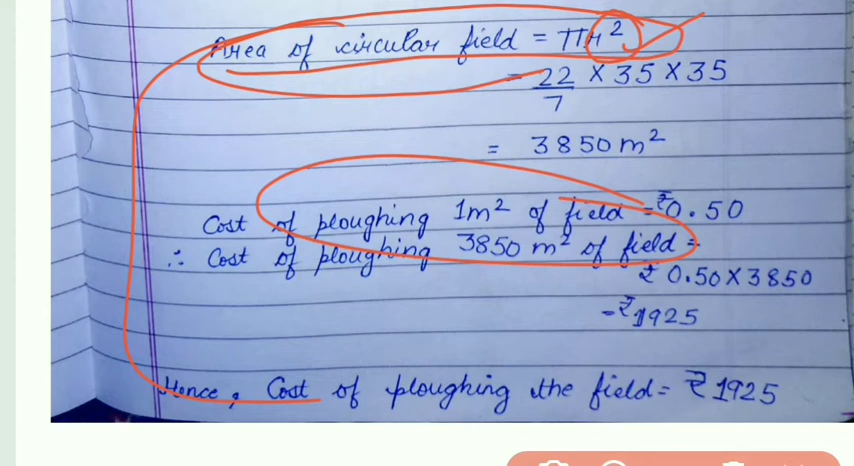 Area of circular field = πr²
= 22/7 × 35 × 35
= 3850 m²
Cost of ploughing 1m² of field = ₹0.50
∴ Cost of ploughing 3850 m² of field =
₹ 0.50 × 3850
= ₹1925
Hence, Cost of ploughing the field = ₹1925